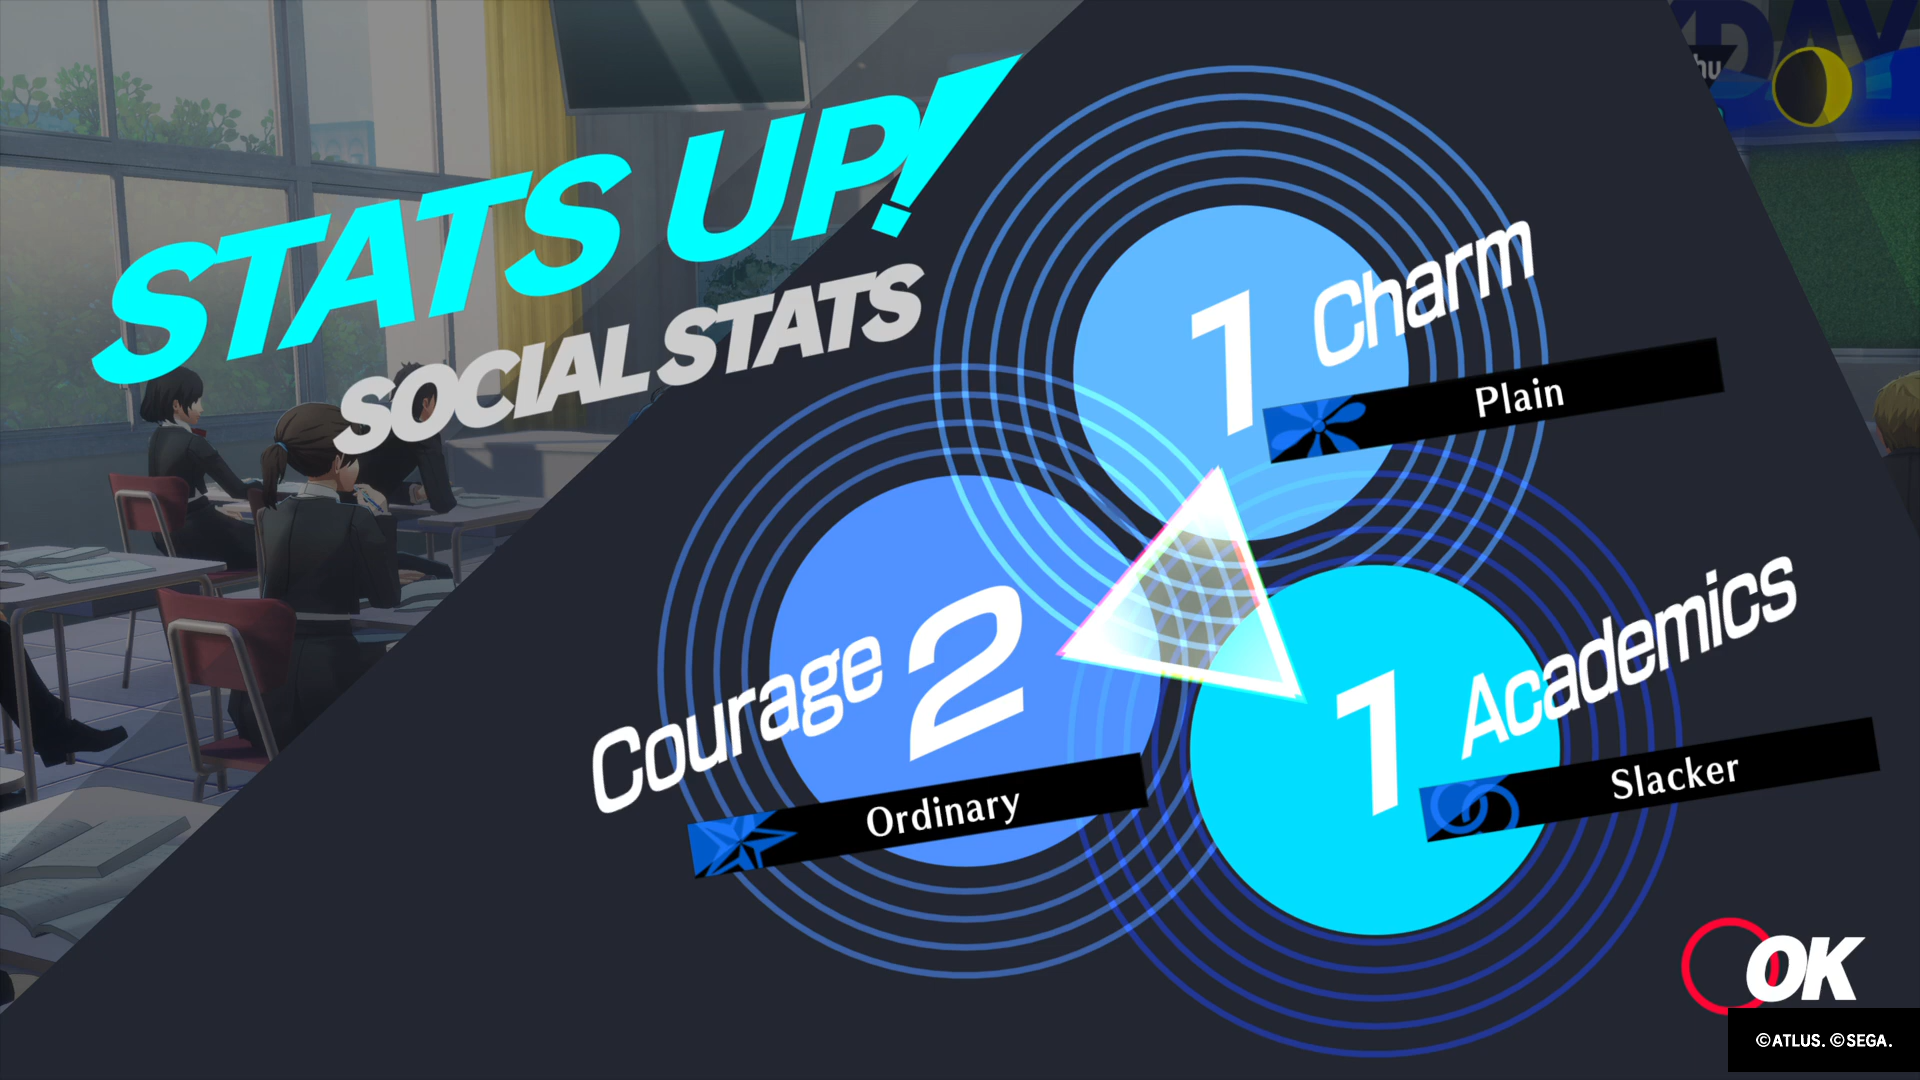 STATS UP!
SOCIAL STATS
1 Charm
Plain
Courage 2
Ordinary
1 Academics
Slacker
OK
©ATLUS. ©SEGA.